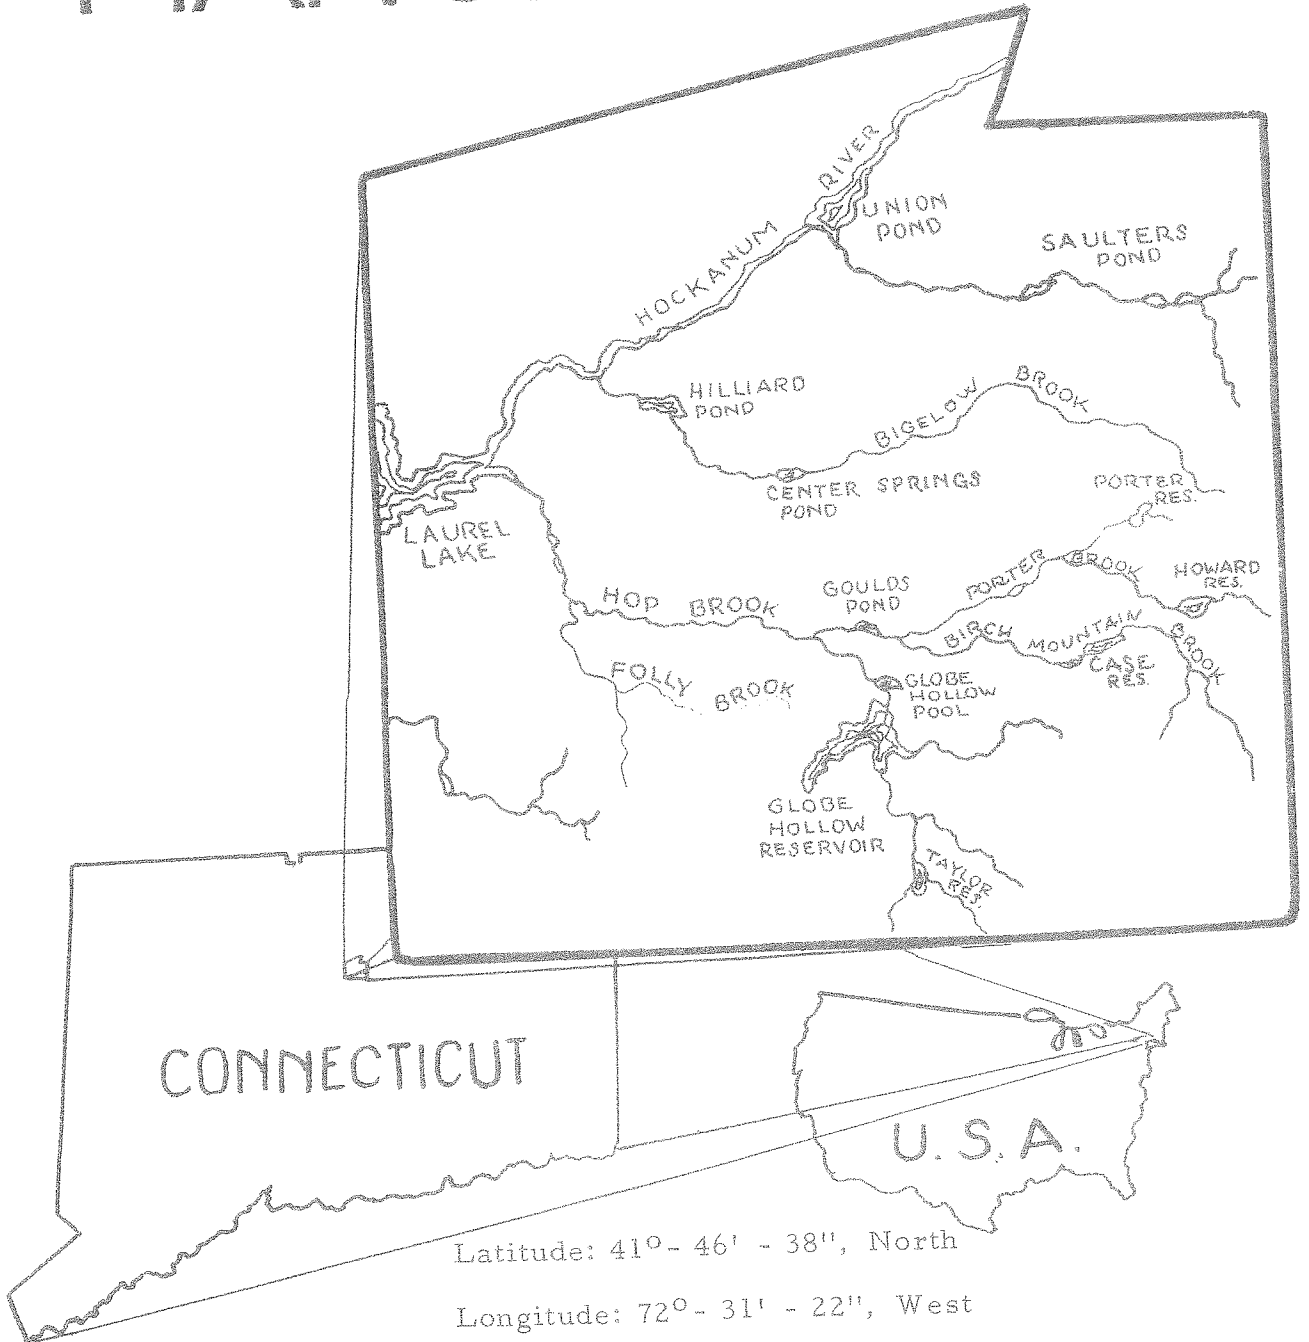 HOCKANUM RIVER
UNION
POND
SAULTERS
POND
HILLIARD
POND
BIGELOW BROOK
CENTER SPRINGS
POND
PORTER
RES.
LAUREL
LAKE
HOP BROOK
GOULDS
POND
PORTER BROOK
HOWARD
RES.
BIRCH MOUNTAIN BROOK
CASE
RES.
FOLLY BROOK
GLOBE
HOLLOW
POOL
GLOBE
HOLLOW
RESERVOIR
TAYLOR
RES.
CONNECTICUT
U.S.A.
Latitude: 41°- 46' - 38", North
Longitude: 72°- 31' - 22", West